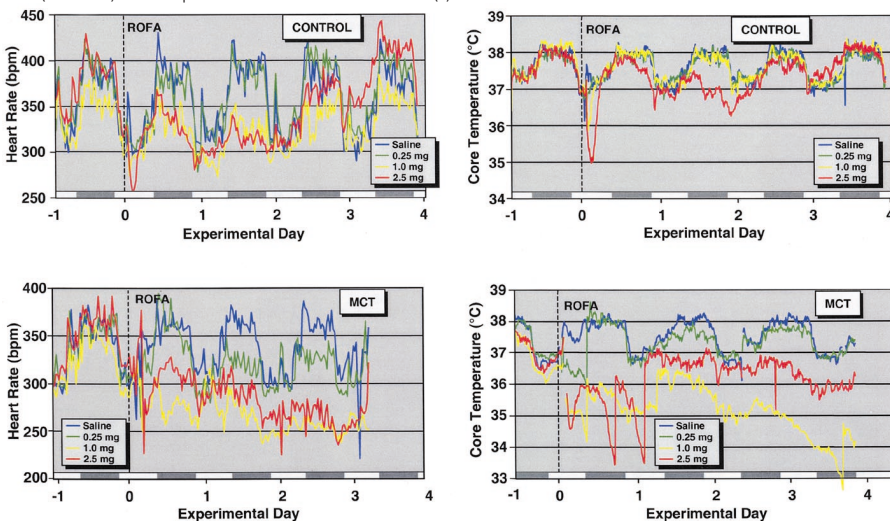 ROFA
CONTROL
Heart Rate (bpm)
450
400
350
300
250
Saline
0.25 mg
1.0 mg
2.5 mg
-1 0 1 2 3 4
Experimental Day
ROFA
CONTROL
Core Temperature (°C)
39
38
37
36
35
34
Saline
0.25 mg
1.0 mg
2.5 mg
-1 0 1 2 3 4
Experimental Day
ROFA
MCT
Heart Rate (bpm)
400
350
300
250
200
Saline
0.25 mg
1.0 mg
2.5 mg
-1 0 1 2 3 4
Experimental Day
ROFA
MCT
Core Temperature (°C)
39
38
37
36
35
34
33
Saline
0.25 mg
1.0 mg
2.5 mg
-1 0 1 2 3 4
Experimental Day